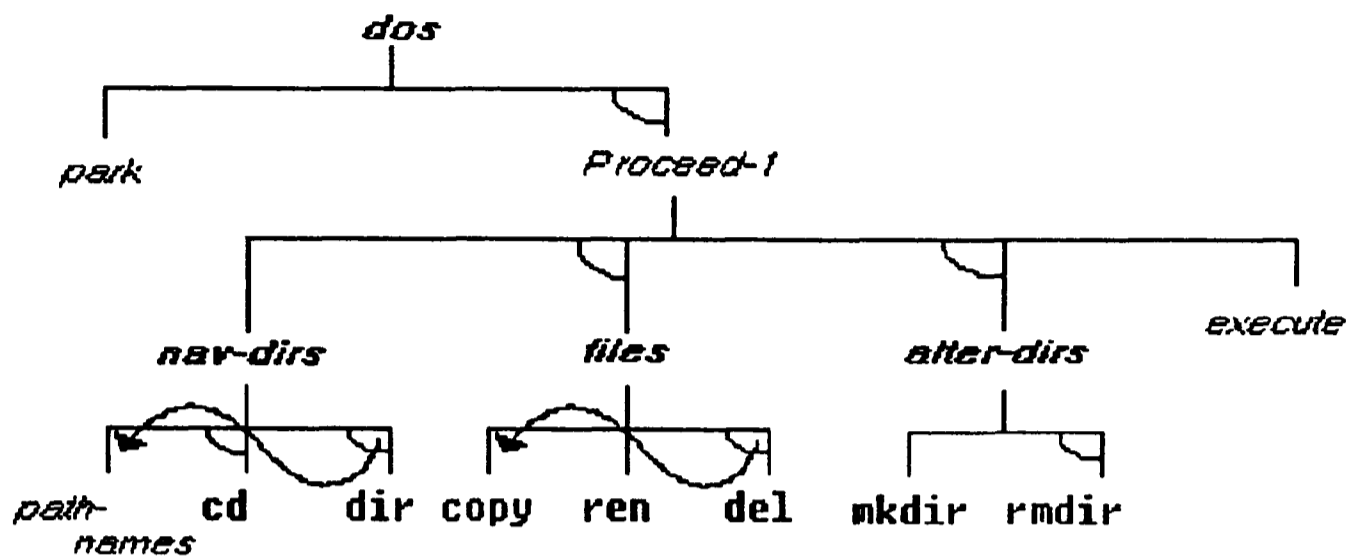 dos
park
Proceed-1
execute
nav-dirs
files
alter-dirs
path-
names
cd
dir
copy
ren
del
mkdir
rmdir